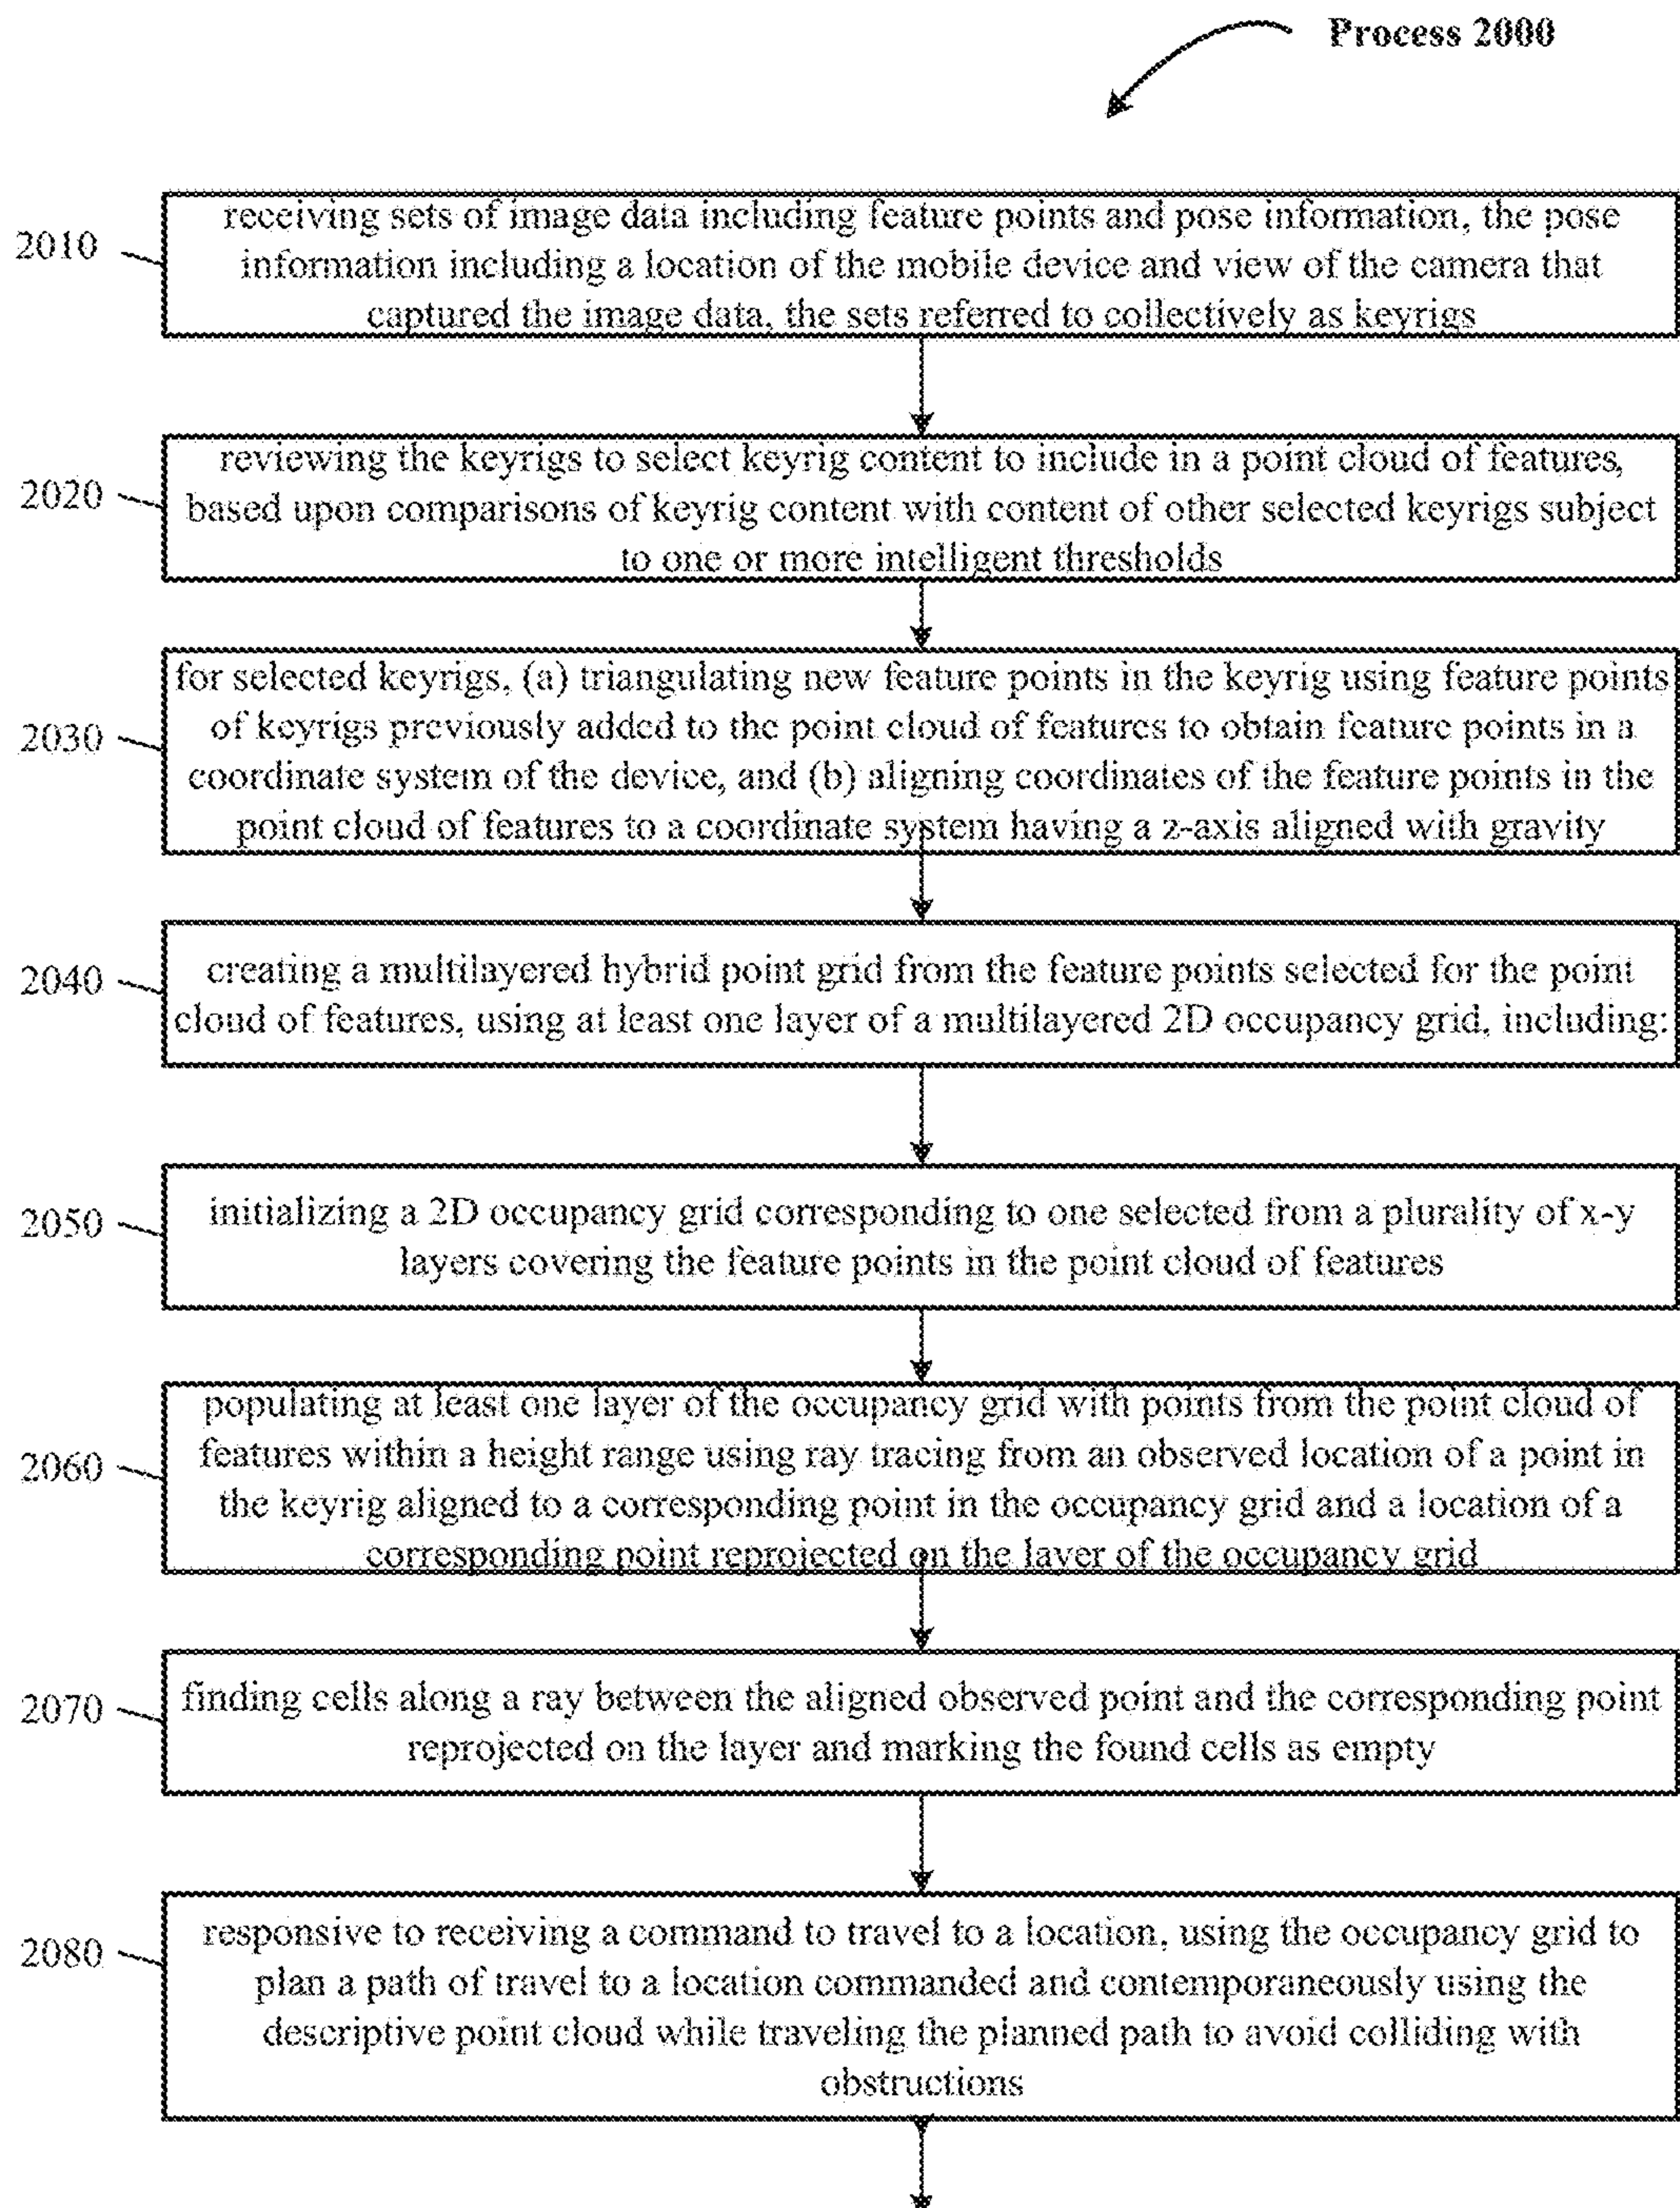 Process 2000
2010
receiving sets of image data including feature points and pose information, the pose
information including a location of the mobile device and view of the camera that
captured the image data, the sets referred to collectively as keyrigs
2020
reviewing the keyrigs to select keyrig content to include in a point cloud of features,
based upon comparisons of keyrig content with content of other selected keyrigs subject
to one or more intelligent thresholds
2030
for selected keyrigs, (a) triangulating new feature points in the keyrig using feature points
of keyrigs previously added to the point cloud of features to obtain feature points in a
coordinate system of the device, and (b) aligning coordinates of the feature points in the
point cloud of features to a coordinate system having a z-axis aligned with gravity
2040
creating a multilayered hybrid point grid from the feature points selected for the point
cloud of features, using at least one layer of a multilayered 2D occupancy grid, including:
2050
initializing a 2D occupancy grid corresponding to one selected from a plurality of x-y
layers covering the feature points in the point cloud of features
2060
populating at least one layer of the occupancy grid with points from the point cloud of
features within a height range using ray tracing from an observed location of a point in
the keyrig aligned to a corresponding point in the occupancy grid and a location of a
corresponding point reprojected on the layer of the occupancy grid
2070
finding cells along a ray between the aligned observed point and the corresponding point
reprojected on the layer and marking the found cells as empty
2080
responsive to receiving a command to travel to a location, using the occupancy grid to
plan a path of travel to a location commanded and contemporaneously using the
descriptive point cloud while traveling the planned path to avoid colliding with
obstructions